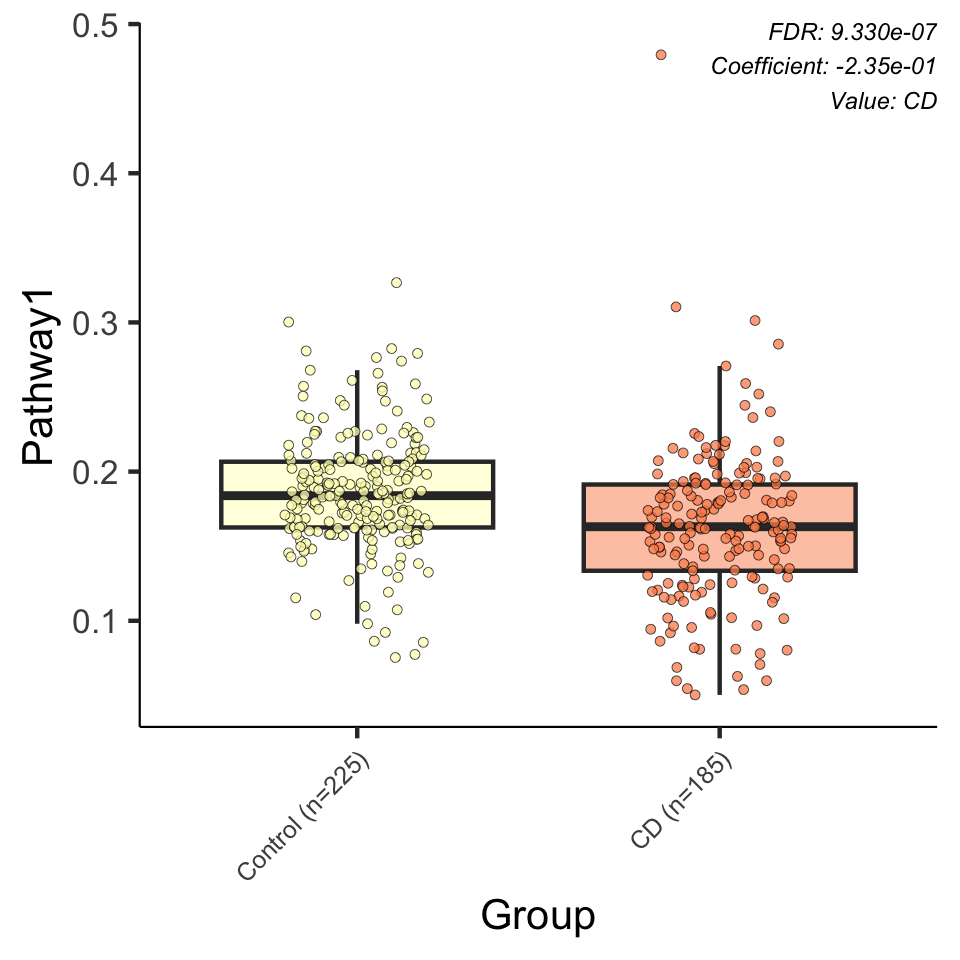 FDR: 9.330e-07
Coefficient: -2.35e-01
Value: CD
0.5
0.4
0.3
0.2
0.1
Pathway1
Control (n=225)
CD (n=185)
Group